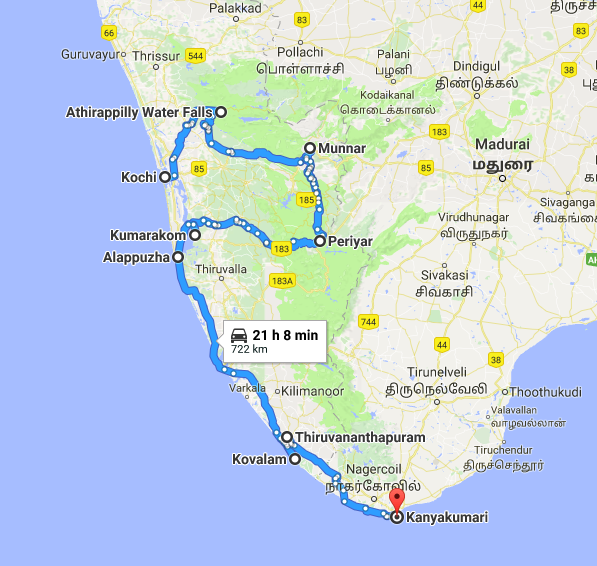 Palakkad
66
83
44
திருச்
Guruvayur
Thrissur
544
Pollachi
பொள்ளாச்சி
Palani
பழனி
Dindigul
திண்டுக்கல்
83
38
Kodaikanal
கொடைக்கானல்
Athirappilly Water Falls
183
Munnar
Madurai
மதுரை
85
85
Kochi
185
Sivaganga
Kumarakom
183
Periyar
Virudhunagar
விருதுநகர்
Alappuzha
Thiruvalla
183A
Sivakasi
சிவகாசி
21 h 8 min
722 km
744
44
38
Tirunelveli
திருநெல்வேலி
Thoothukudi
Varkala
Kilimanoor
Valavallan
வாழவல்லான்
Thiruvananthapuram
Tiruchendur
திருச்செந்தூர்
Kovalam
Nagercoil
நாகர்கோவில்
Kanyakumari